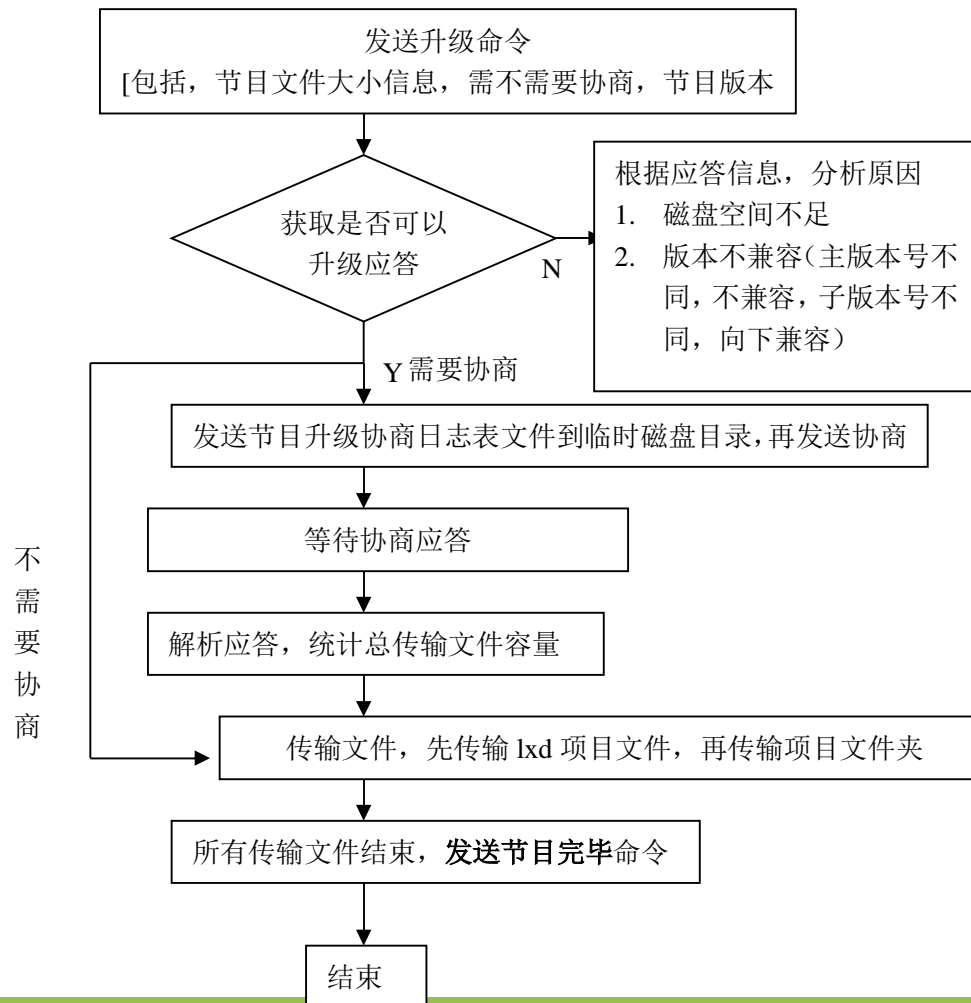 发送升级命令
[包括，节目文件大小信息，需不需要协商，节目版本
获取是否可以
升级应答
N
根据应答信息，分析原因
1. 磁盘空间不足
2. 版本不兼容（主版本号不
同，不兼容，子版本号不
同，向下兼容）
Y 需要协商
发送节目升级协商日志表文件到临时磁盘目录，再发送协商
等待协商应答
不
需
要
协
商
解析应答，统计总传输文件容量
传输文件，先传输 lxd 项目文件，再传输项目文件夹
所有传输文件结束，发送节目完毕命令
结束